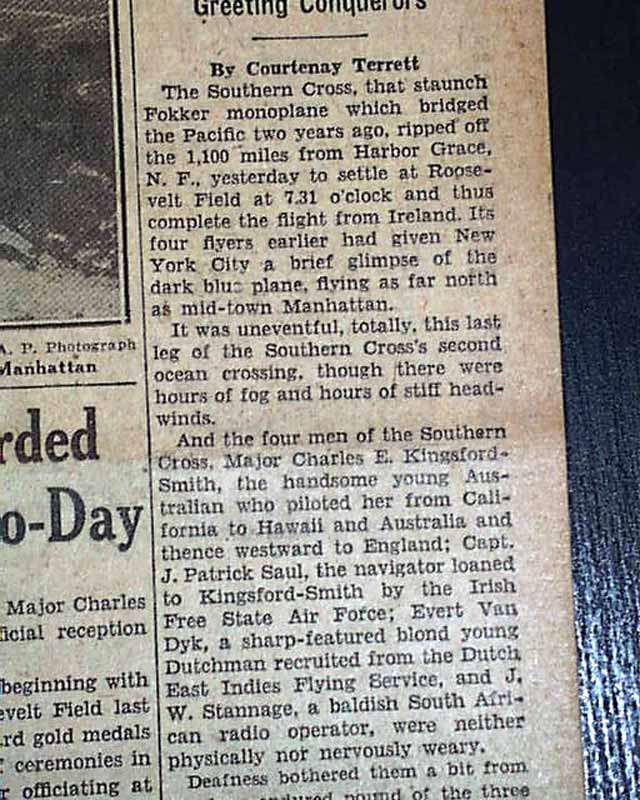 Greeting Conquerors
By Courtenay Terrett
The Southern Cross, that staunch
Fokker monoplane which bridged
the Pacific two years ago, ripped off
the 1,100 miles from Harbor Grace,
N. F., yesterday to settle at Roose-
velt Field at 7.31 o'clock and thus
complete the flight from Ireland. Its
four flyers earlier had given New
York City a brief glimpse of the
dark blue plane, flying as far north
as mid-town Manhattan.
It was uneventful, totally, this last
leg of the Southern Cross's second
ocean crossing, though there were
hours of fog and hours of stiff head-
winds.
And the four men of the Southern
Cross, Major Charles E. Kingsford-
Smith, the handsome young Aus-
tralian who piloted her from Cali-
fornia to Hawaii and Australia and
thence westward to England; Capt.
J. Patrick Saul, the navigator loaned
to Kingsford-Smith by the Irish
Free State Air Force; Evert Van
Dyk, a sharp-featured blond young
Dutchman recruited from the Dutch
East Indies Flying Service, and J.
W. Stannage, a baldish South Afri-
can radio operator, were neither
physically nor nervously weary.
Deafness bothered them a bit from
pound of the three
A. P. Photograph
Manhattan
rded
o-Day
Major Charles
ficial reception
beginning with
evelt Field last
rd gold medals
ceremonies in
r officiating at